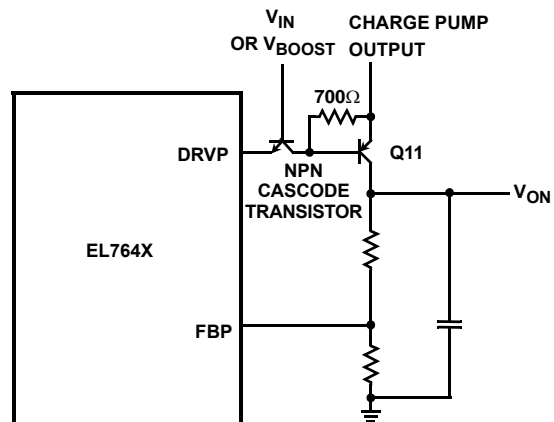 V_IN
OR V_BOOST
CHARGE PUMP
OUTPUT
700Ω
DRVP
Q11
NPN
CASCODE
TRANSISTOR
V_ON
EL764X
FBP